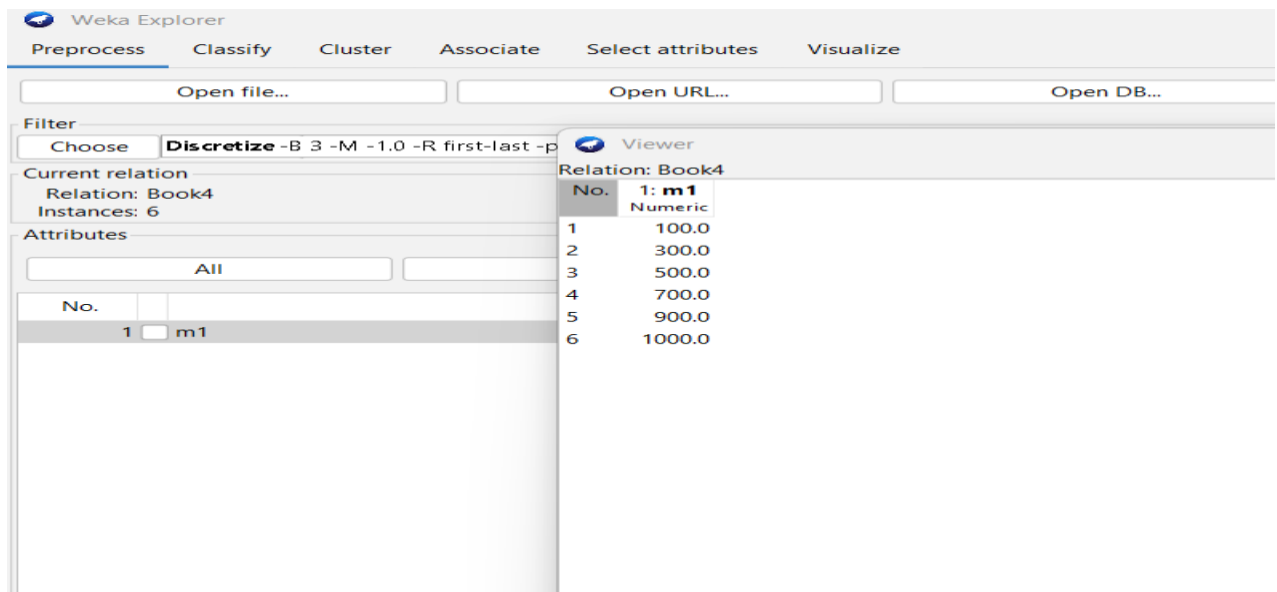 Weka Explorer
Preprocess Classify Cluster Associate Select attributes Visualize
Open file... Open URL... Open DB...
Filter
Choose Discretize -B 3 -M -1.0 -R first-last -p
Current relation
Relation: Book4
Instances: 6
Attributes
All
No.
1 m1
Viewer
Relation: Book4
No. 1: m1
Numeric
1 100.0
2 300.0
3 500.0
4 700.0
5 900.0
6 1000.0